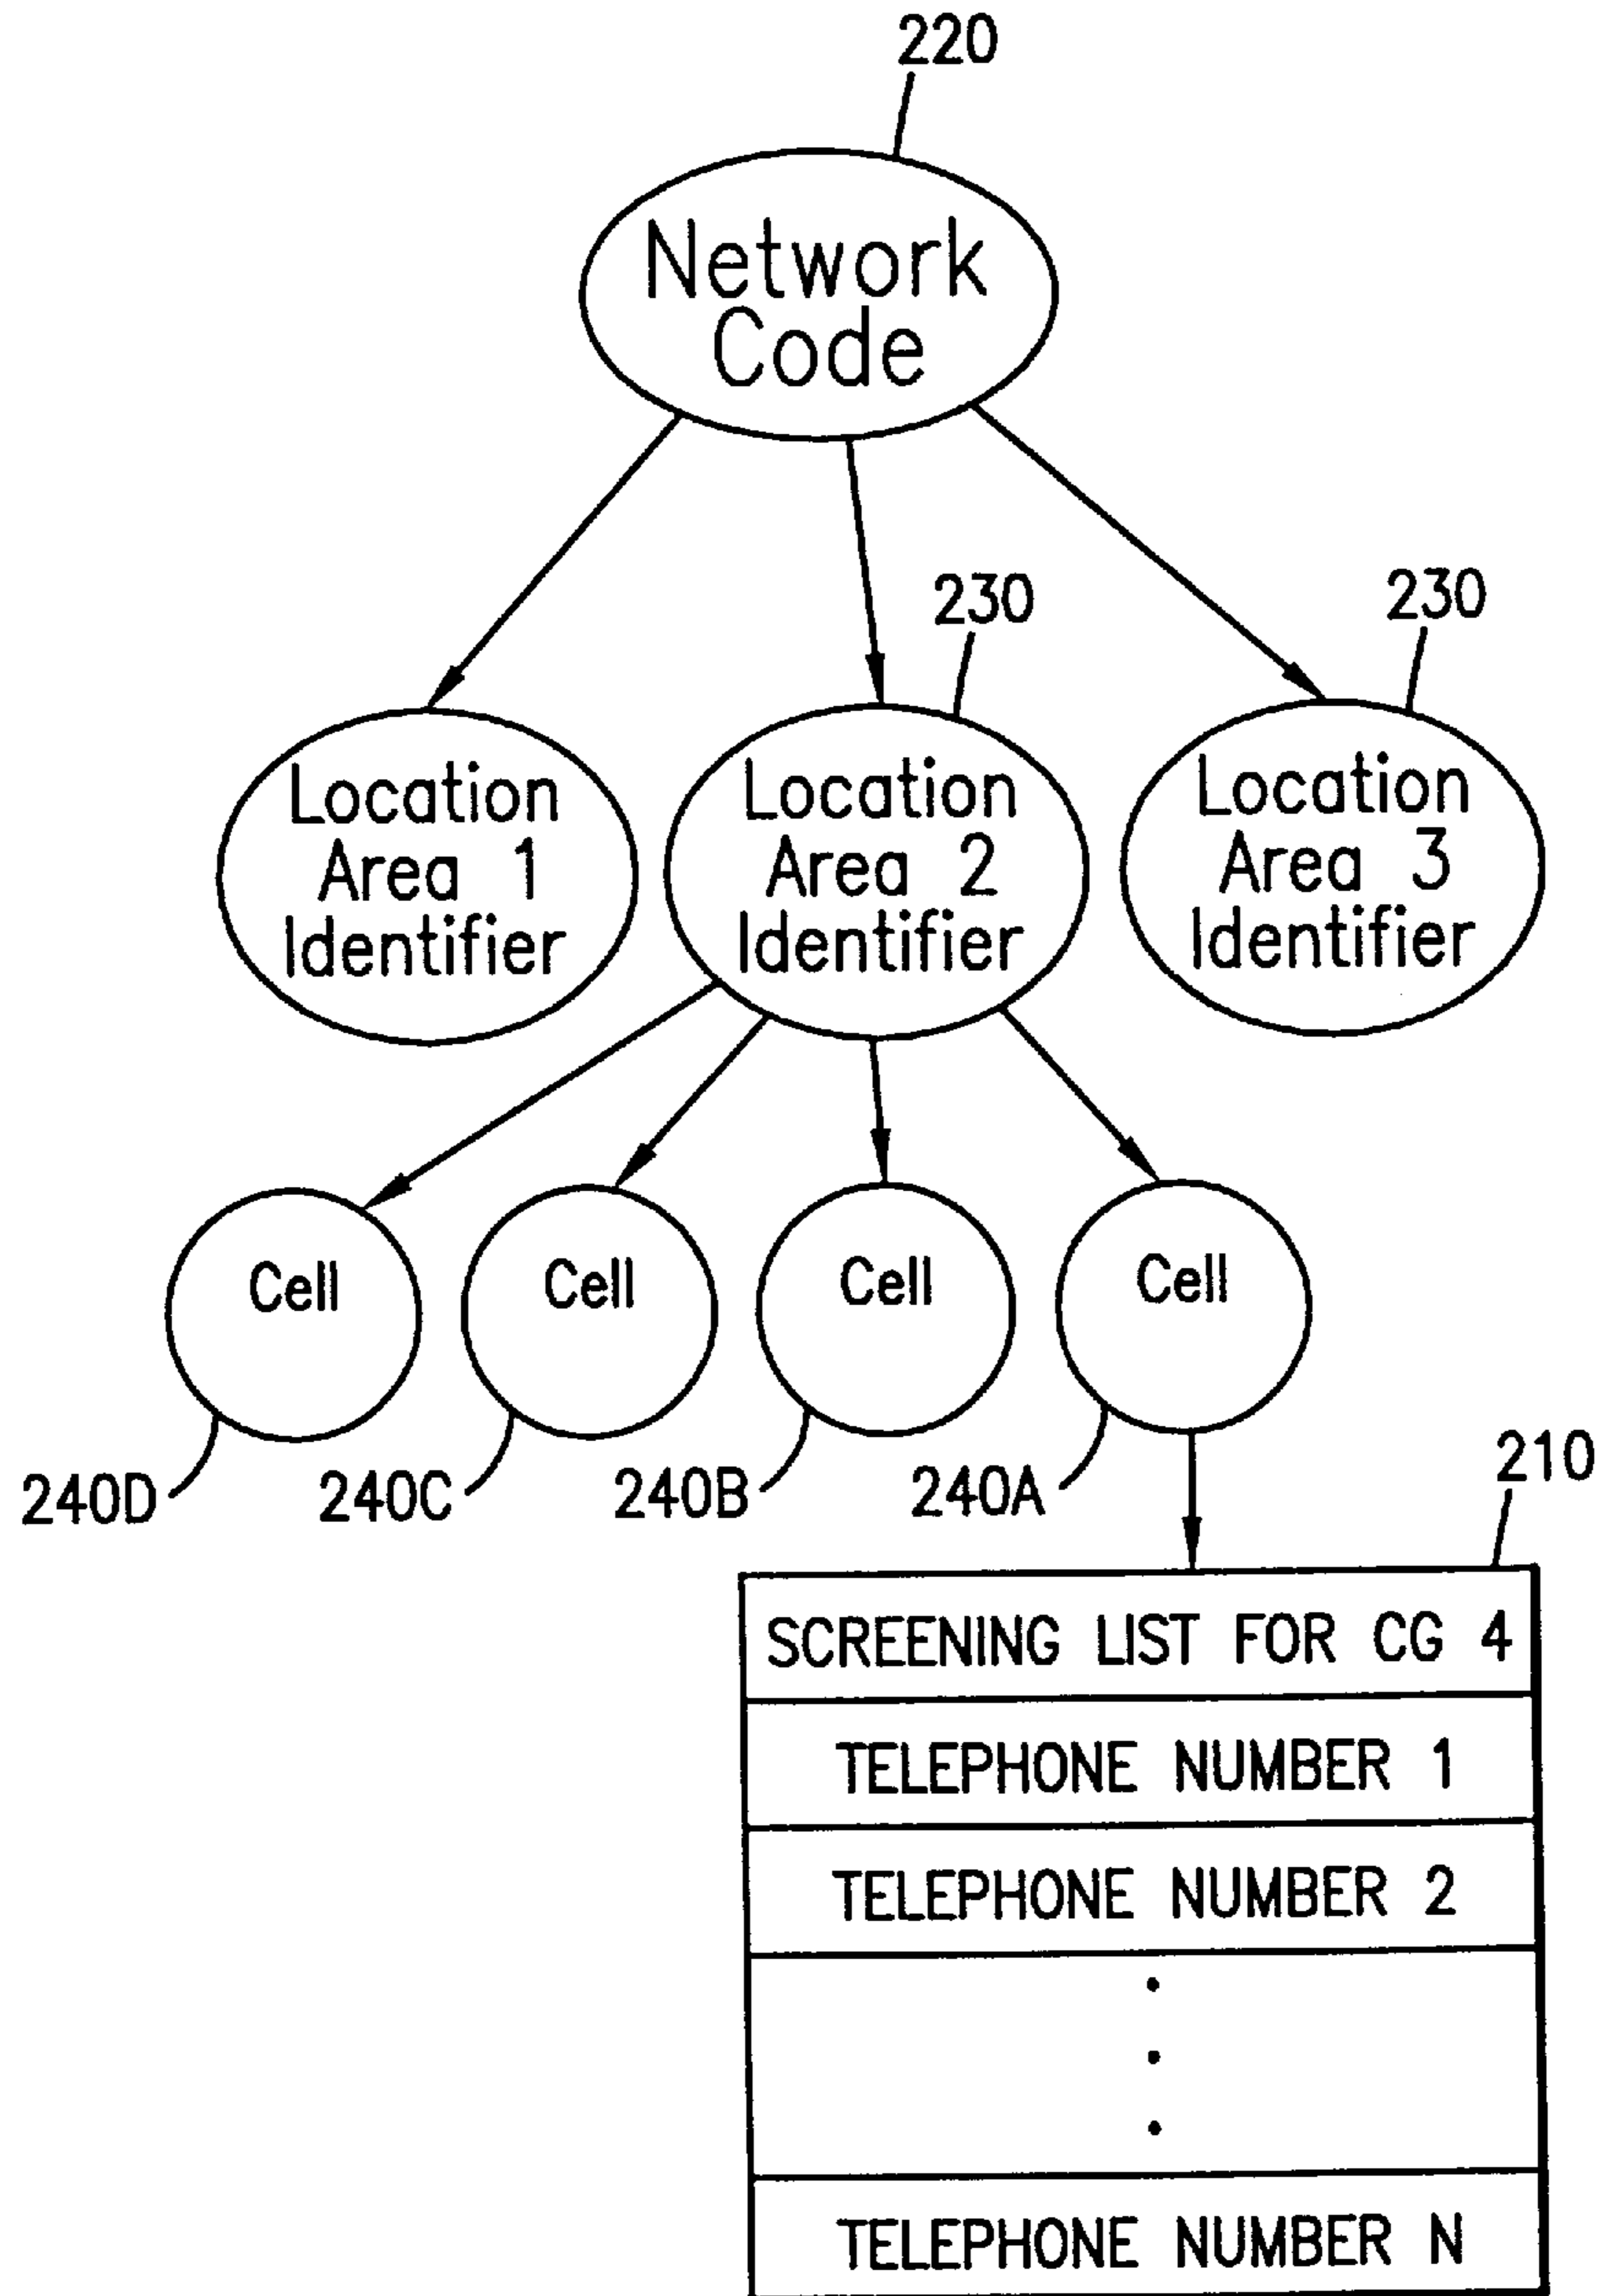 220
Network
Code
230
230
Location
Area 1
Identifier
Location
Area 2
Identifier
Location
Area 3
Identifier
Cell
Cell
Cell
Cell
240D
240C
240B
240A
210
SCREENING LIST FOR CG 4
TELEPHONE NUMBER 1
TELEPHONE NUMBER 2
.
.
.
TELEPHONE NUMBER N